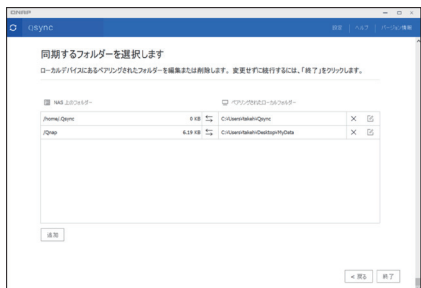 QNAP
Qsync
設定 | ヘルプ | バージョン情報
同期するフォルダーを選択します
ローカルデバイスにあるペアリングされたフォルダーを編集または削除します。変更せずに続行するには、「終了」をクリックします。
NAS 上のフォルダー
ペアリングされたローカルフォルダー
/home/.Qsync 0 KB C:\Users\takah\Qsync
/Qnap 6.19 KB C:\Users\takah\Desktop\MyData
追加
< 戻る 終了